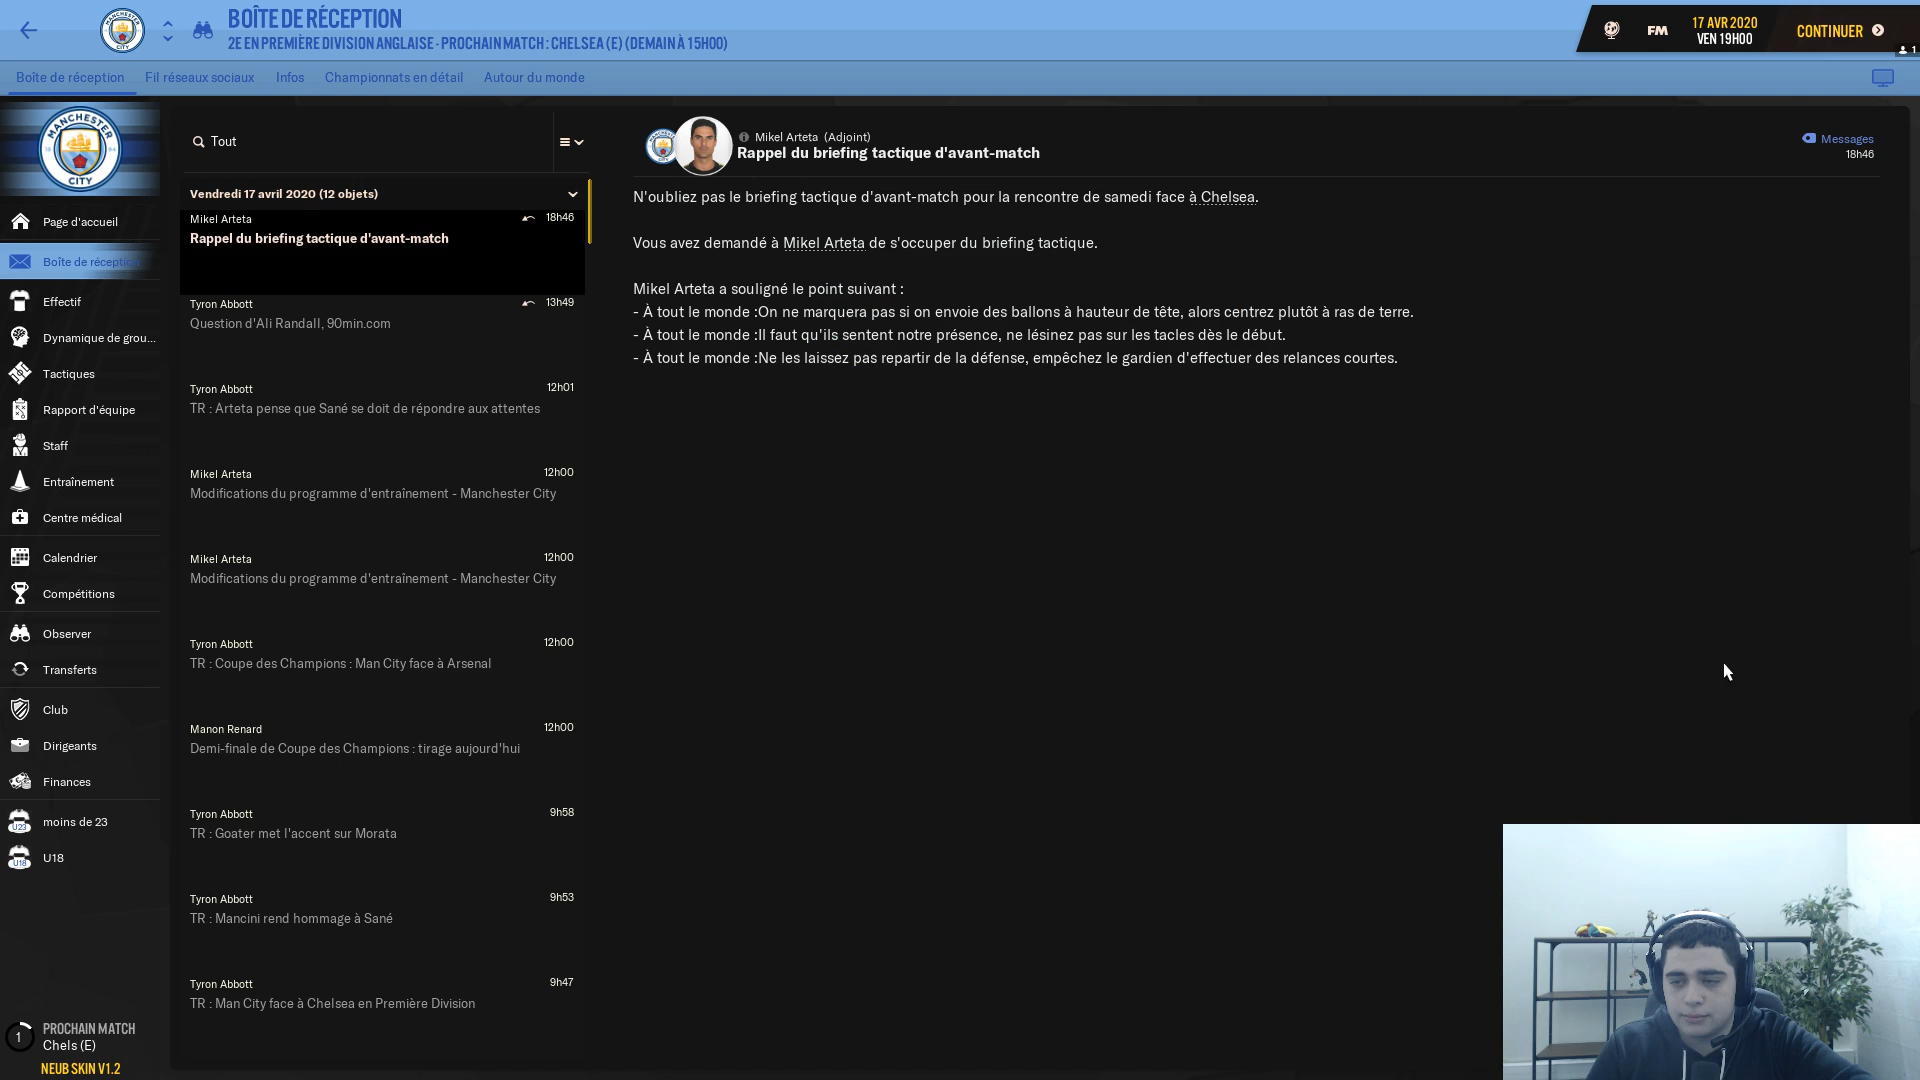 BOÎTE DE RÉCEPTION
2E EN PREMIÈRE DIVISION ANGLAISE - PROCHAIN MATCH : CHELSEA (E) (DEMAIN À 15H00)
FM
17 AVR 2020
VEN 19H00
CONTINUER
1
Boîte de réception
Fil réseaux sociaux
Infos
Championnats en détail
Autour du monde
MANCHESTER
CITY
Page d'accueil
Boîte de réception
Effectif
Dynamique de grou...
Tactiques
Rapport d'équipe
Staff
Entraînement
Centre médical
Calendrier
Compétitions
Observer
Transferts
Club
Dirigeants
Finances
U23
moins de 23
U18
U18
1
PROCHAIN MATCH
Chels (E)
NEUB SKIN V1.2
Tout
Vendredi 17 avril 2020 (12 objets)
Mikel Arteta 18h46
Rappel du briefing tactique d'avant-match
Tyron Abbott 13h49
Question d'Ali Randall, 90min.com
Tyron Abbott 12h01
TR : Arteta pense que Sané se doit de répondre aux attentes
Mikel Arteta 12h00
Modifications du programme d'entraînement - Manchester City
Mikel Arteta 12h00
Modifications du programme d'entraînement - Manchester City
Tyron Abbott 12h00
TR : Coupe des Champions : Man City face à Arsenal
Manon Renard 12h00
Demi-finale de Coupe des Champions : tirage aujourd'hui
Tyron Abbott 9h58
TR : Goater met l'accent sur Morata
Tyron Abbott 9h53
TR : Mancini rend hommage à Sané
Tyron Abbott 9h47
TR : Man City face à Chelsea en Première Division
Mikel Arteta (Adjoint)
Rappel du briefing tactique d'avant-match
Messages
18h46
N'oubliez pas le briefing tactique d'avant-match pour la rencontre de samedi face à Chelsea.
Vous avez demandé à Mikel Arteta de s'occuper du briefing tactique.
Mikel Arteta a souligné le point suivant :
- À tout le monde :On ne marquera pas si on envoie des ballons à hauteur de tête, alors centrez plutôt à ras de terre.
- À tout le monde :Il faut qu'ils sentent notre présence, ne lésinez pas sur les tacles dès le début.
- À tout le monde :Ne les laissez pas repartir de la défense, empêchez le gardien d'effectuer des relances courtes.